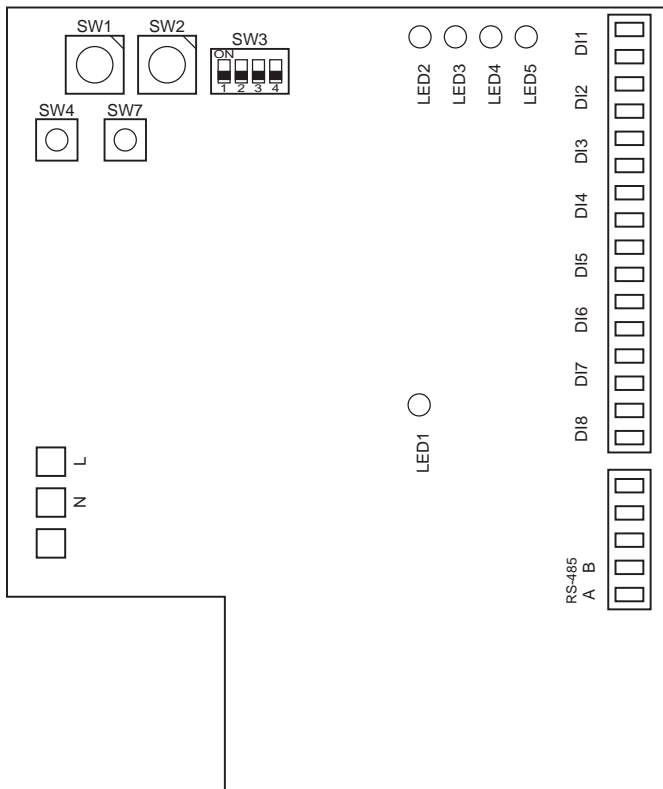 SW1 SW2 SW3
ON
1 2 3 4
SW4 SW7
LED2 LED3 LED4 LED5
DI1
DI2
DI3
DI4
DI5
DI6
DI7
DI8
LED1
L
N
RS-485
B
A